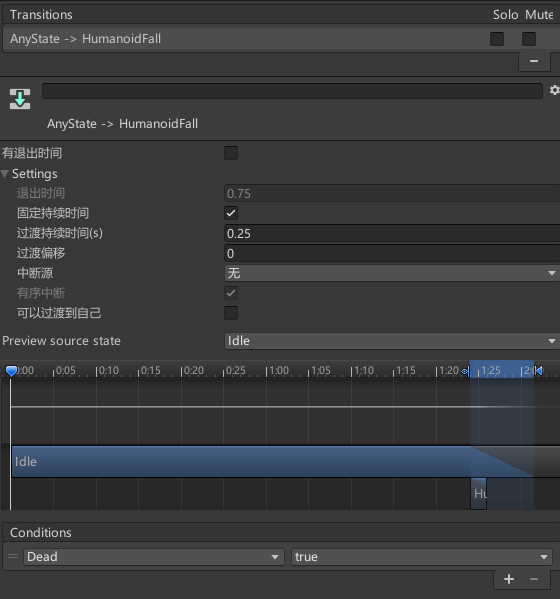 Transitions Solo Mute
AnyState -> HumanoidFall
AnyState -> HumanoidFall
有退出时间
Settings
退出时间 0.75
固定持续时间
过渡持续时间(s) 0.25
过渡偏移 0
中断源 无
有序中断
可以过渡到自己
Preview source state Idle
0:00 0:05 0:10 0:15 0:20 0:25 1:00 1:05 1:10 1:15 1:20 1:25
Idle
Hu
Conditions
Dead true